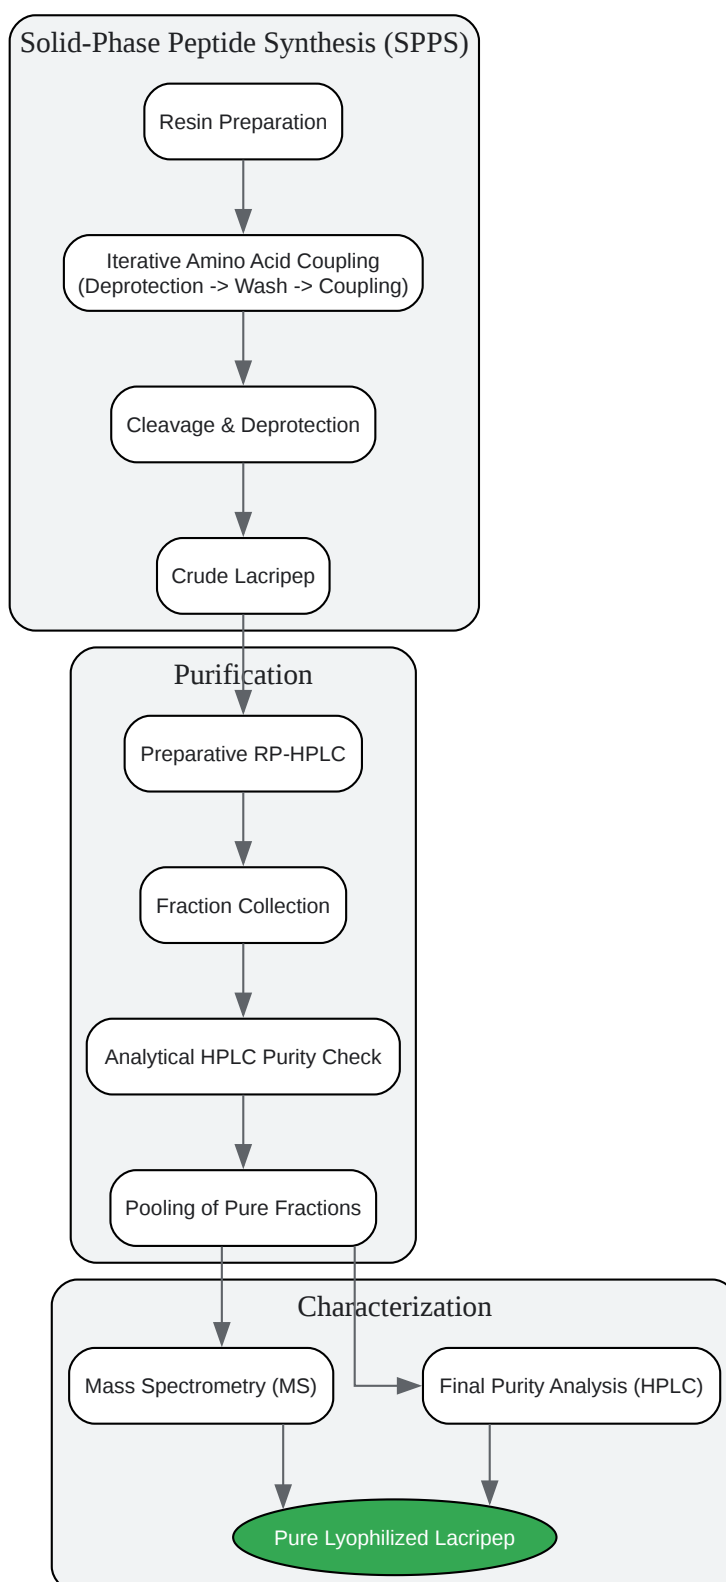 Solid-Phase Peptide Synthesis (SPPS)
Resin Preparation
Iterative Amino Acid Coupling
(Deprotection -> Wash -> Coupling)
Cleavage & Deprotection
Crude Lacripep
Purification
Preparative RP-HPLC
Fraction Collection
Analytical HPLC Purity Check
Pooling of Pure Fractions
Characterization
Mass Spectrometry (MS)
Final Purity Analysis (HPLC)
Pure Lyophilized Lacripep